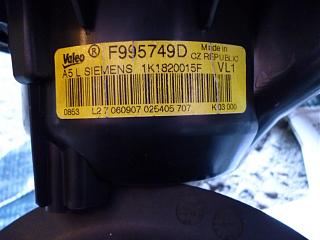 Valeo ® F995749D Made in
CZ REPUBLIC
A5 L SIEMENS 1K1820015F VL1
0853 L2 7 060907 025405 707 K 03 000